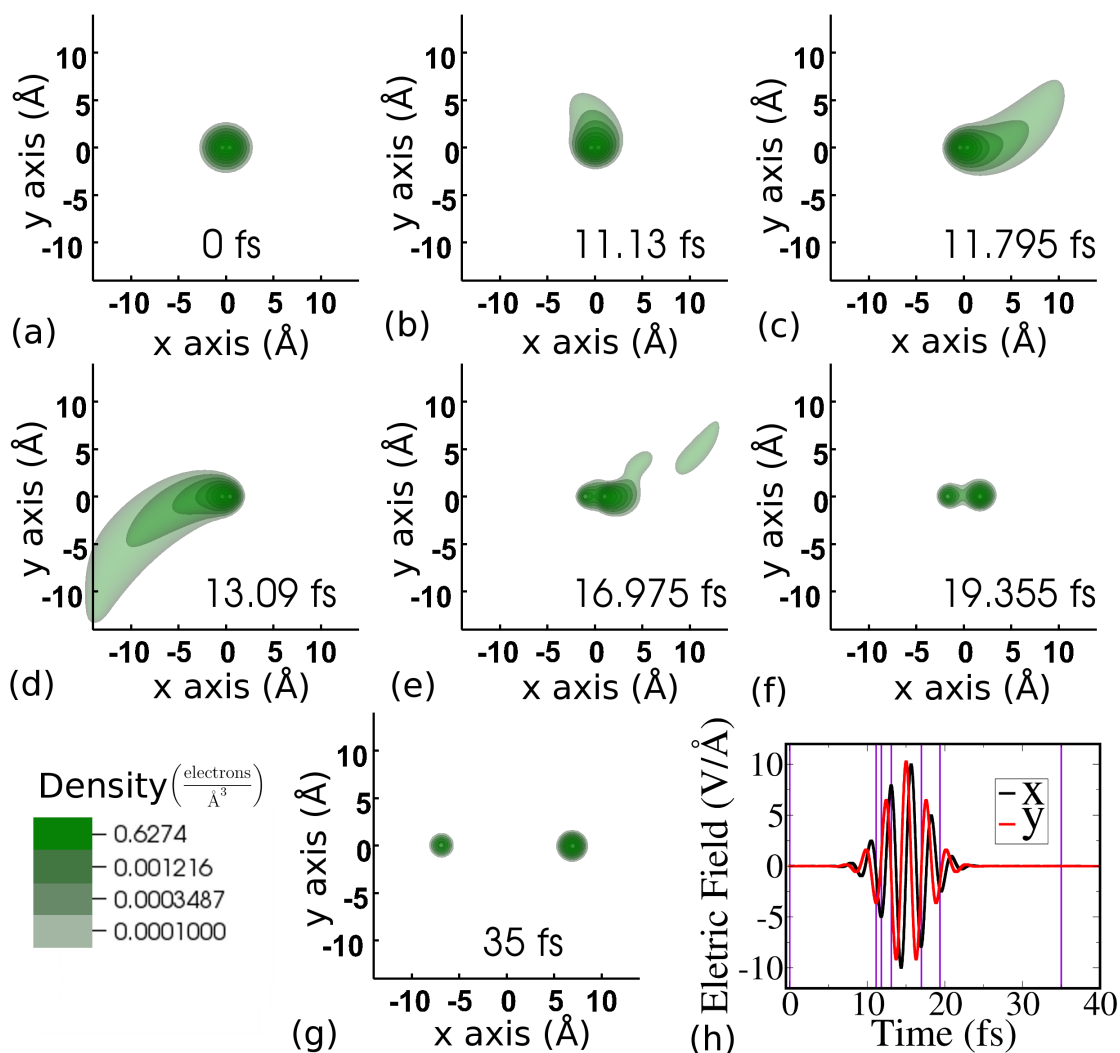 10
5
0
-5
-10
y axis (Å)
0 fs
-10 -5 0 5 10
x axis (Å)
(a)
10
5
0
-5
-10
y axis (Å)
11.13 fs
-10 -5 0 5 10
x axis (Å)
(b)
10
5
0
-5
-10
y axis (Å)
11.795 fs
-10 -5 0 5 10
x axis (Å)
(c)
10
5
0
-5
-10
y axis (Å)
13.09 fs
-10 -5 0 5 10
x axis (Å)
(d)
10
5
0
-5
-10
y axis (Å)
16.975 fs
-10 -5 0 5 10
x axis (Å)
(e)
10
5
0
-5
-10
y axis (Å)
19.355 fs
-10 -5 0 5 10
x axis (Å)
(f)
Density (electrons/Å^3)
0.6274
0.001216
0.0003487
0.0001000
10
5
0
-5
-10
y axis (Å)
35 fs
-10 -5 0 5 10
x axis (Å)
(g)
Eletric Field (V/Å)
10
5
0
-5
-10
x
y
0 10 20 30 40
Time (fs)
(h)